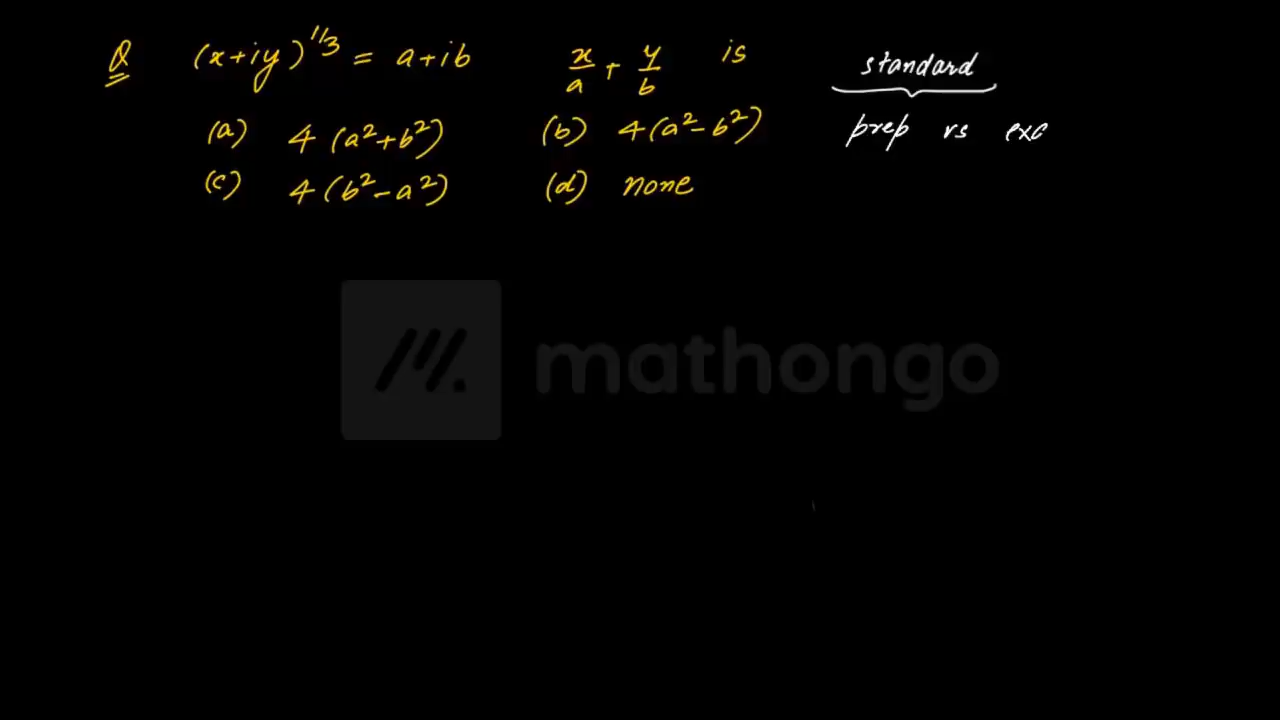 Q (x+iy)^1/3 = a+ib x/a + y/b is
(a) 4(a²+b²) (b) 4(a²-b²)
(c) 4(b²-a²) (d) none
standard
prep vs exc
mathongo